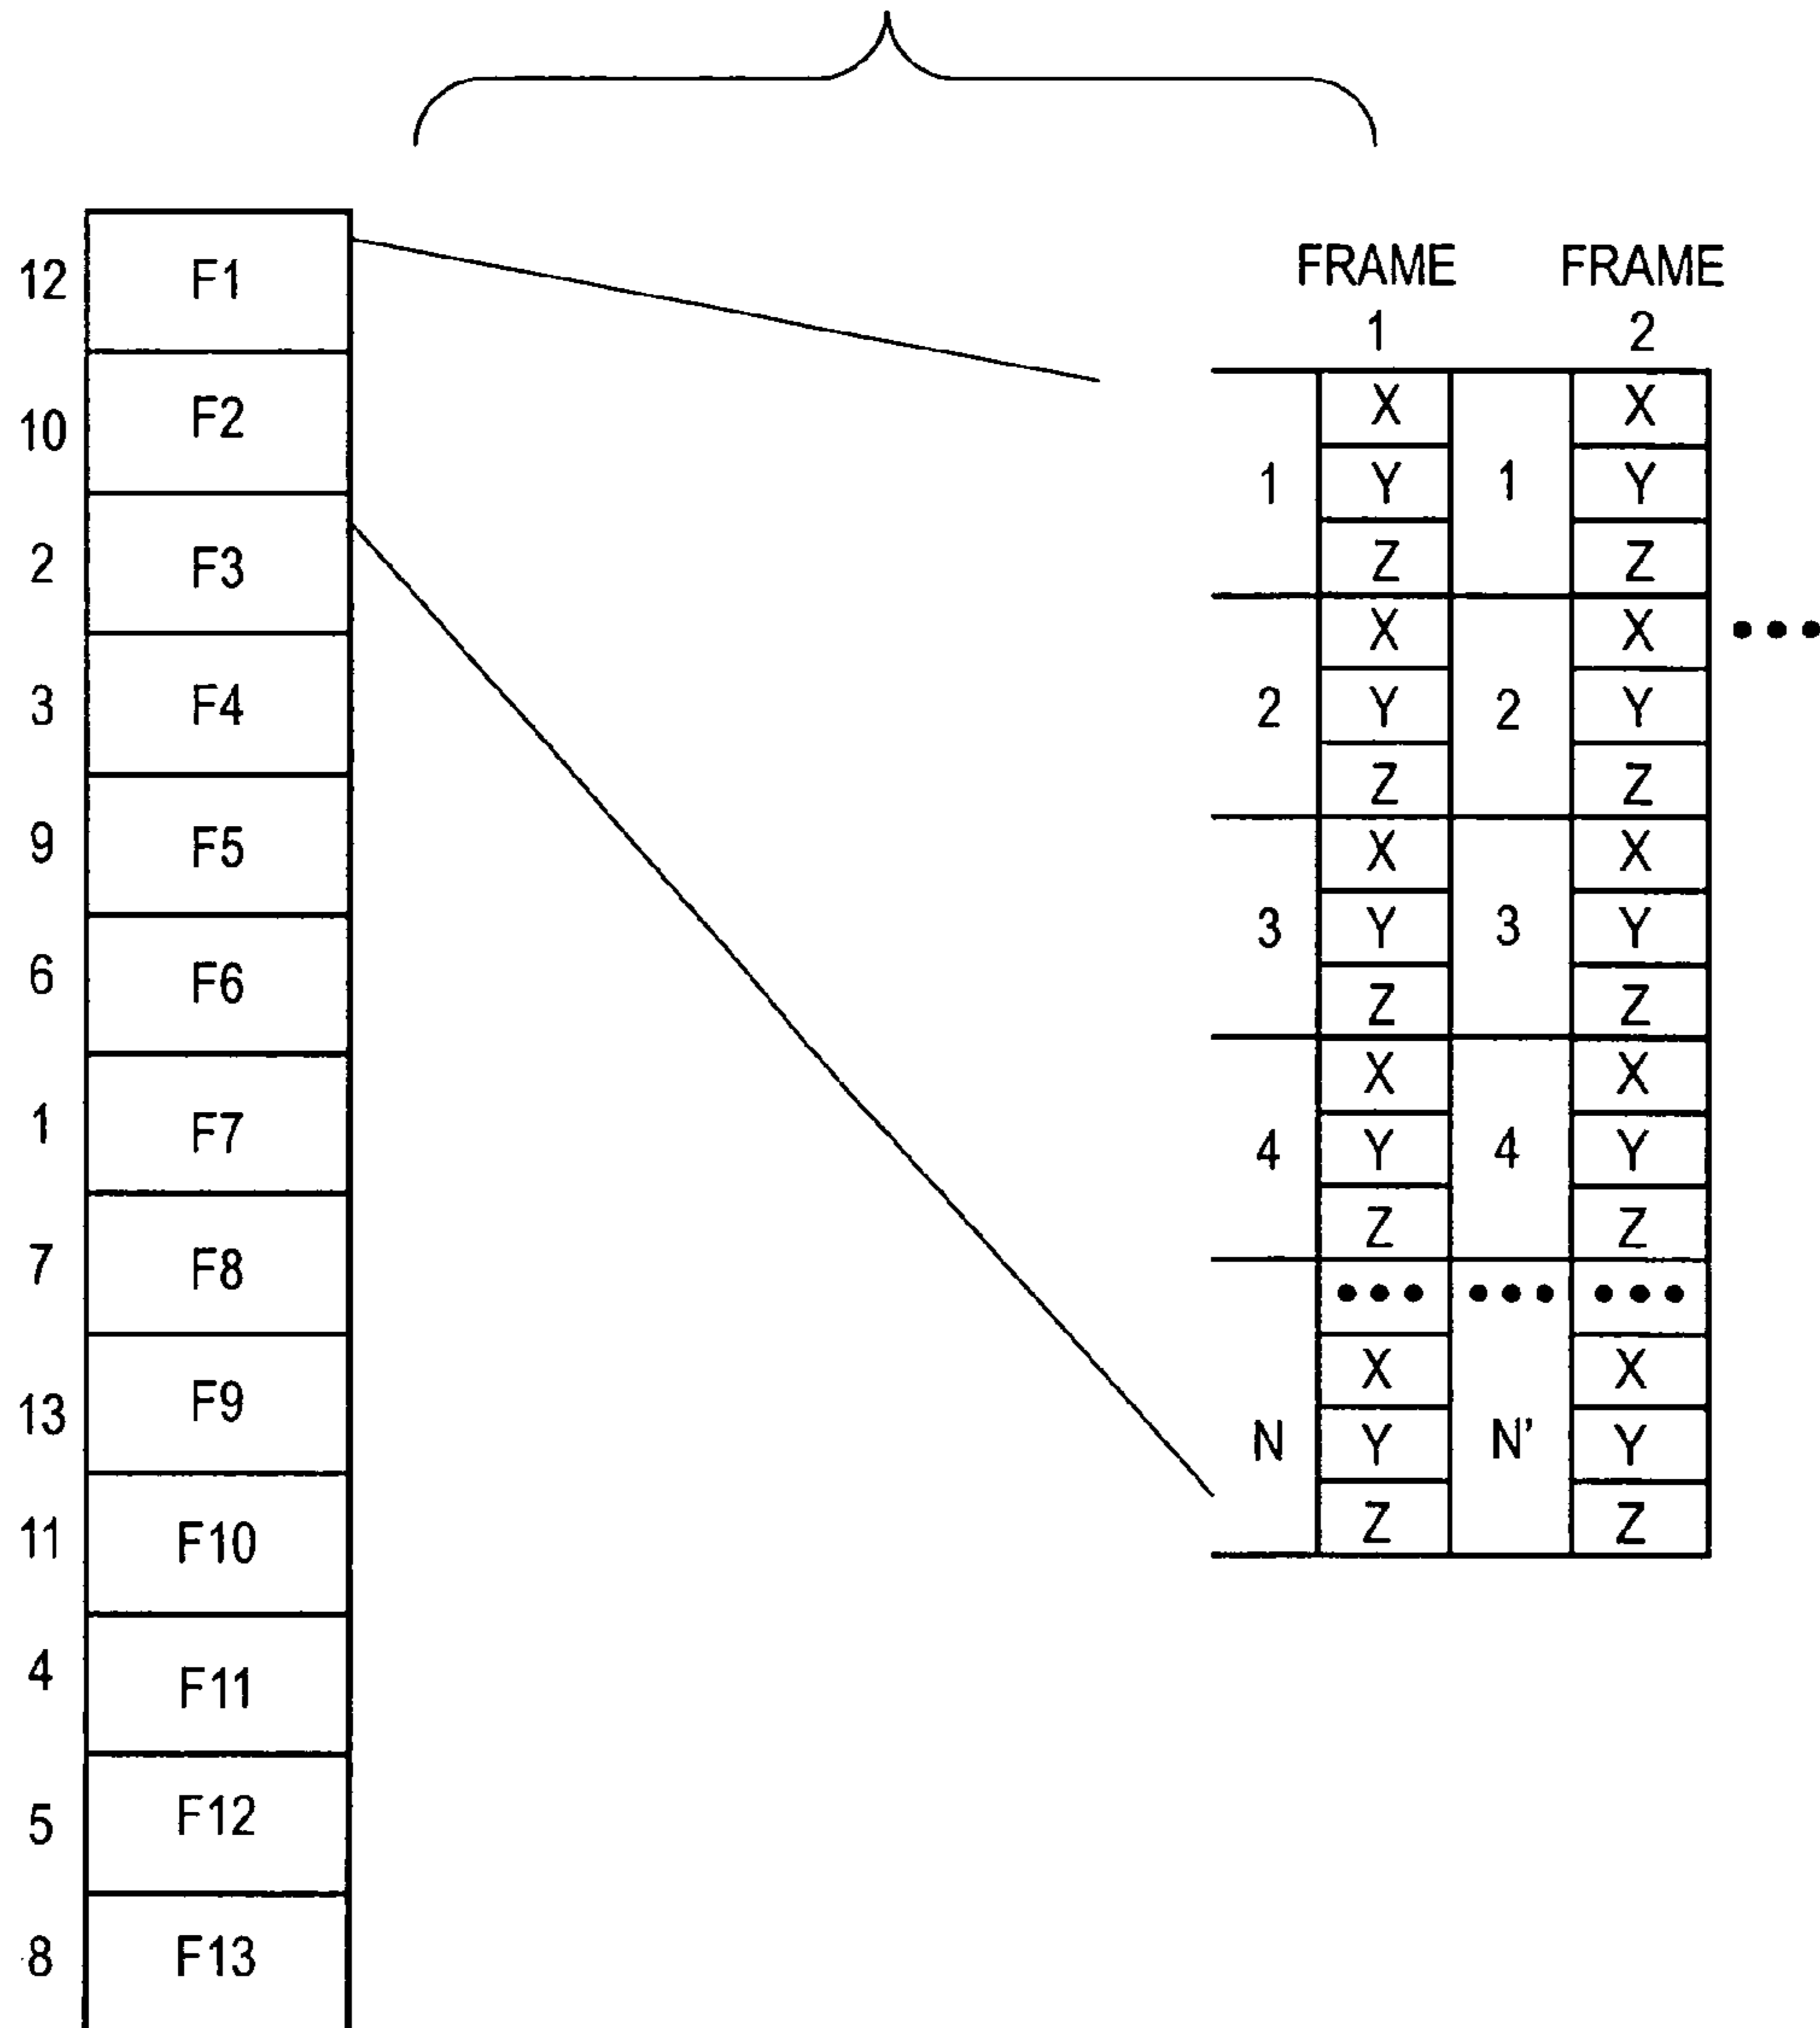 12 F1
10 F2
2 F3
3 F4
9 F5
6 F6
1 F7
7 F8
13 F9
11 F10
4 F11
5 F12
8 F13
FRAME FRAME
1 2
X X
1 Y 1 Y
Z Z
X X •••
2 Y 2 Y
Z Z
X X
3 Y 3 Y
Z Z
X X
4 Y 4 Y
Z Z
••• ••• •••
X X
N Y N' Y
Z Z